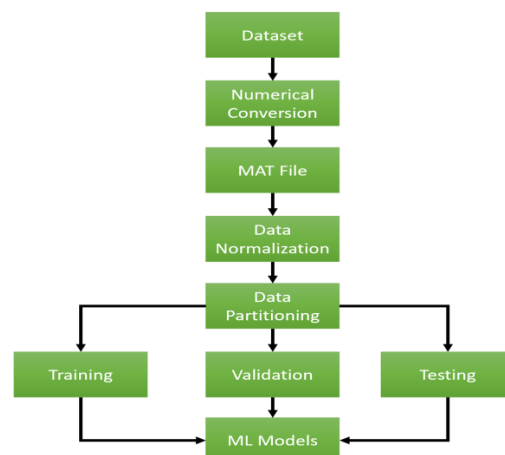 Dataset
Numerical
Conversion
MAT File
Data
Normalization
Data
Partitioning
Training
Validation
Testing
ML Models